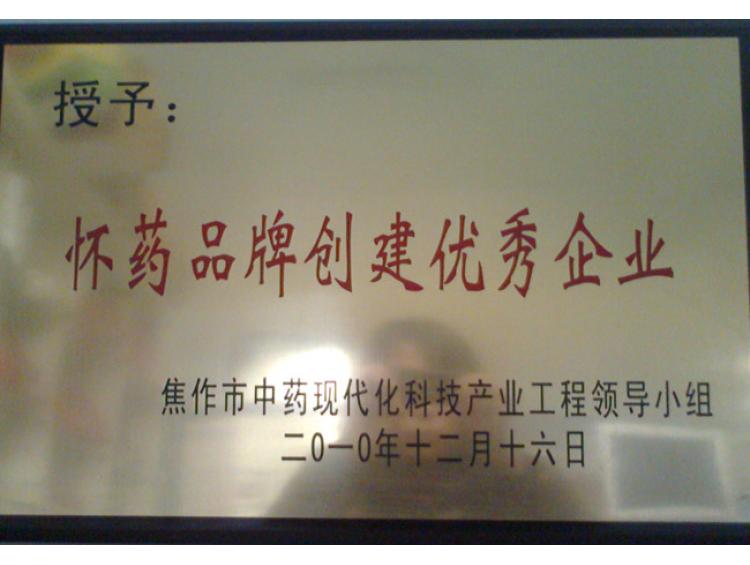 授予：
怀药品牌创建优秀企业
焦作市中药现代化科技产业工程领导小组
二0一0年十二月十六日